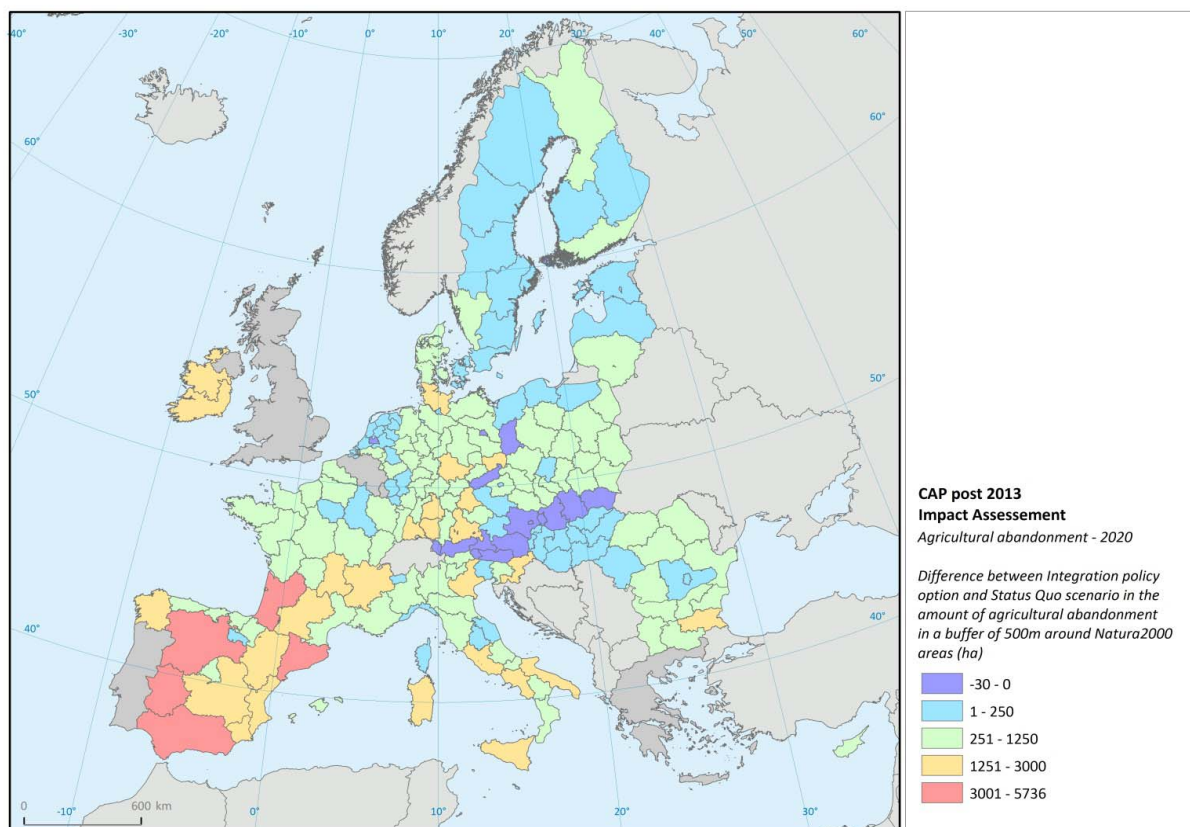 -40° -30° -20° -10° 0° 10° 20° 30° 40° 50° 60°
60°
60°
50°
50°
40°
40°
0 600 km
-10° 0° 10° 20° 30°
CAP post 2013
Impact Assessement
Agricultural abandonment - 2020
Difference between Integration policy
option and Status Quo scenario in the
amount of agricultural abandonment
in a buffer of 500m around Natura2000
areas (ha)
-30 - 0
1 - 250
251 - 1250
1251 - 3000
3001 - 5736